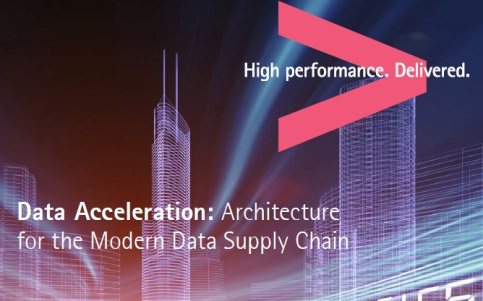 High performance. Delivered.
Data Acceleration: Architecture
for the Modern Data Supply Chain